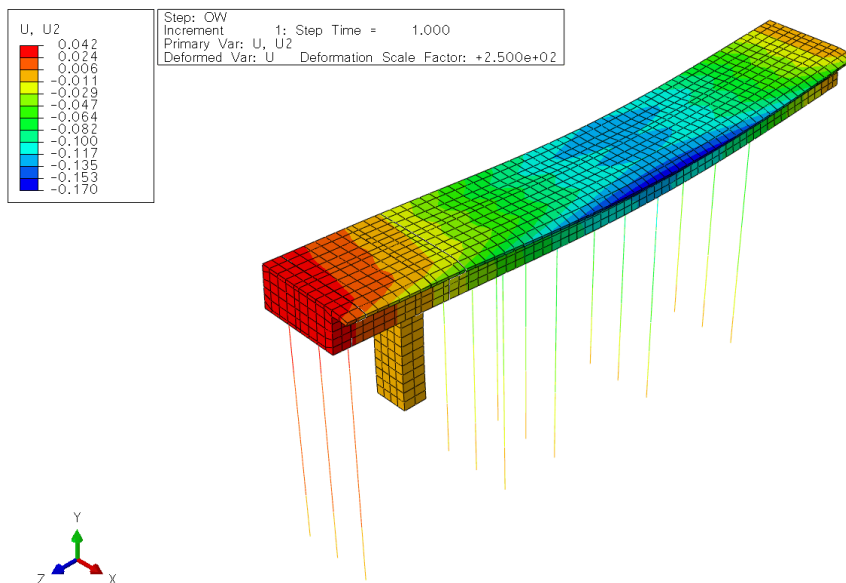 U, U2
0.042
0.024
0.006
-0.011
-0.029
-0.047
-0.064
-0.082
-0.100
-0.117
-0.135
-0.153
-0.170
Step: OW
Increment 1: Step Time = 1.000
Primary Var: U, U2
Deformed Var: U Deformation Scale Factor: +2.500e+02
Y
Z
X